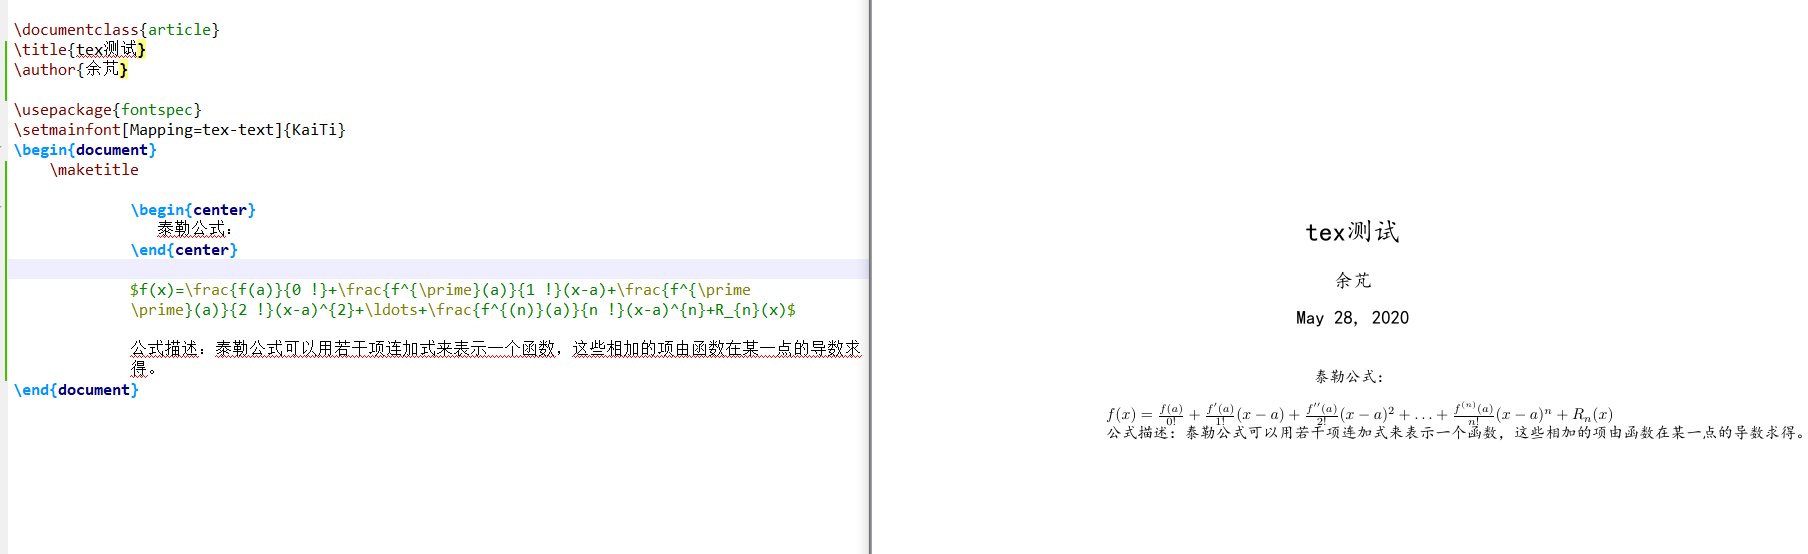 \documentclass{article}
\title{tex测试}
\author{余芃}
\usepackage{fontspec}
\setmainfont[Mapping=tex-text]{KaiTi}
\begin{document}
\maketitle
\begin{center}
泰勒公式：
\end{center}
$f(x)=\frac{f(a)}{0 !}+\frac{f^{\prime}(a)}{1 !}(x-a)+\frac{f^{\prime
\prime}(a)}{2 !}(x-a)^{2}+\ldots+\frac{f^{(n)}(a)}{n !}(x-a)^{n}+R_{n}(x)$
公式描述：泰勒公式可以用若干项连加式来表示一个函数，这些相加的项由函数在某一点的导数求
得。
\end{document}
tex测试
余芃
May 28, 2020
泰勒公式：
f(x) = f(a)/0! + f′(a)/1! (x − a) + f′′(a)/2! (x − a)² + . . . + f⁽ⁿ⁾(a)/n! (x − a)ⁿ + Rₙ(x)
公式描述：泰勒公式可以用若干项连加式来表示一个函数，这些相加的项由函数在某一点的导数求得。